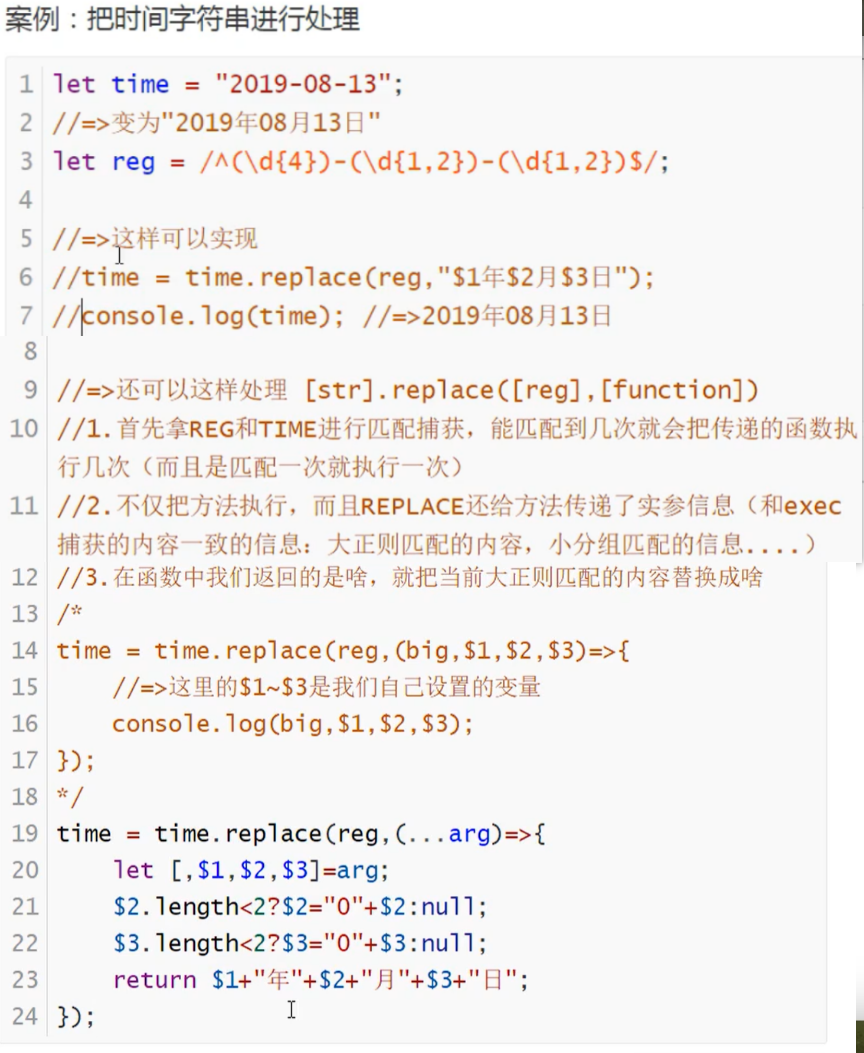 案例：把时间字符串进行处理
1 let time = "2019-08-13";
2 //=>变为"2019年08月13日"
3 let reg = /^(\d{4})-(\d{1,2})-(\d{1,2})$/;
4
5 //=>这样可以实现
6 //time = time.replace(reg,"$1年$2月$3日");
7 //console.log(time); //=>2019年08月13日
8
9 //=>还可以这样处理 [str].replace([reg],[function])
10 //1.首先拿REG和TIME进行匹配捕获，能匹配到几次就会把传递的函数执
行几次（而且是匹配一次就执行一次）
11 //2.不仅把方法执行，而且REPLACE还给方法传递了实参信息（和exec
捕获的内容一致的信息：大正则匹配的内容，小分组匹配的信息....）
12 //3.在函数中我们返回的是啥，就把当前大正则匹配的内容替换成啥
13 /*
14 time = time.replace(reg,(big,$1,$2,$3)=>{
15     //=>这里的$1~$3是我们自己设置的变量
16     console.log(big,$1,$2,$3);
17 });
18 */
19 time = time.replace(reg,(...arg)=>{
20     let [,$1,$2,$3]=arg;
21     $2.length<2?$2="0"+$2:null;
22     $3.length<2?$3="0"+$3:null;
23     return $1+"年"+$2+"月"+$3+"日";
24 });